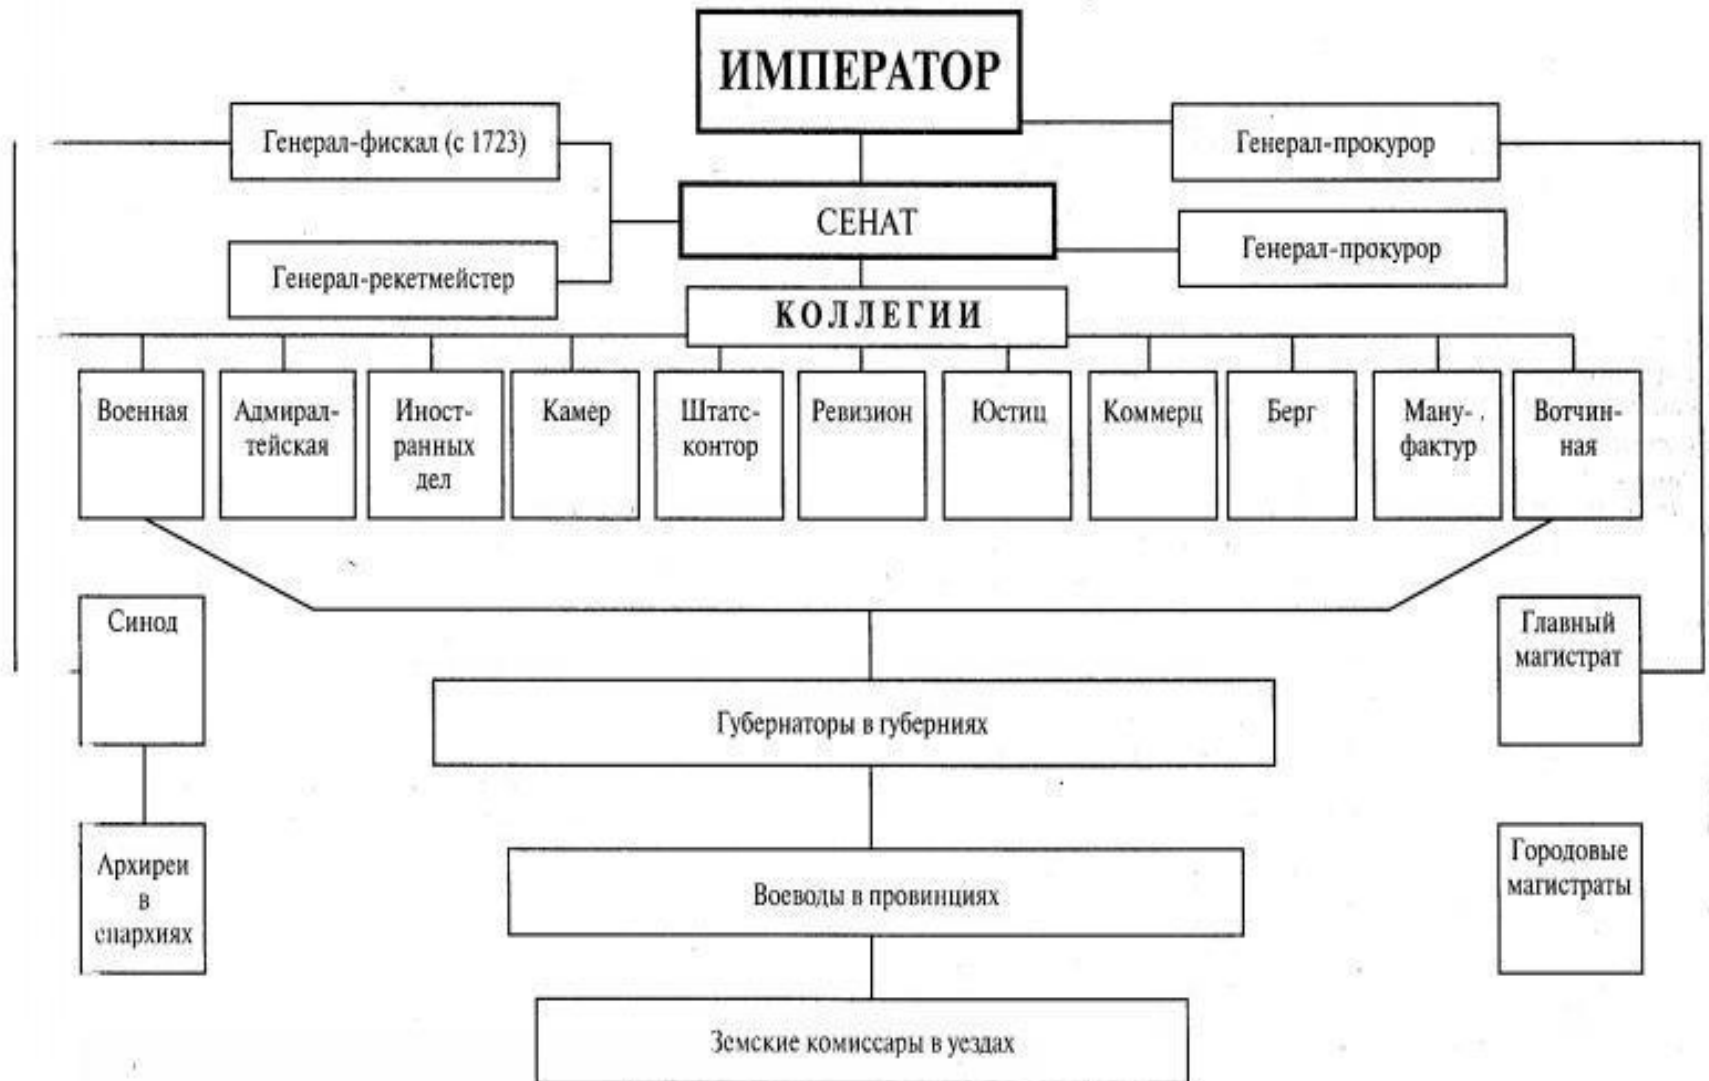 ИМПЕРАТОР
Генерал-фискал (с 1723)
Генерал-прокурор
СЕНАТ
Генерал-прокурор
Генерал-рекетмейстер
КОЛЛЕГИИ
Военная
Адмирал-
тейская
Иност-
ранных
дел
Камер
Штатс-
контор
Ревизион
Юстиц
Коммерц
Берг
Ману-
фактур
Вотчин-
ная
Синод
Главный
магистрат
Губернаторы в губерниях
Архиреи
в
епархиях
Воеводы в провинциях
Городовые
магистраты
Земские комиссары в уездах